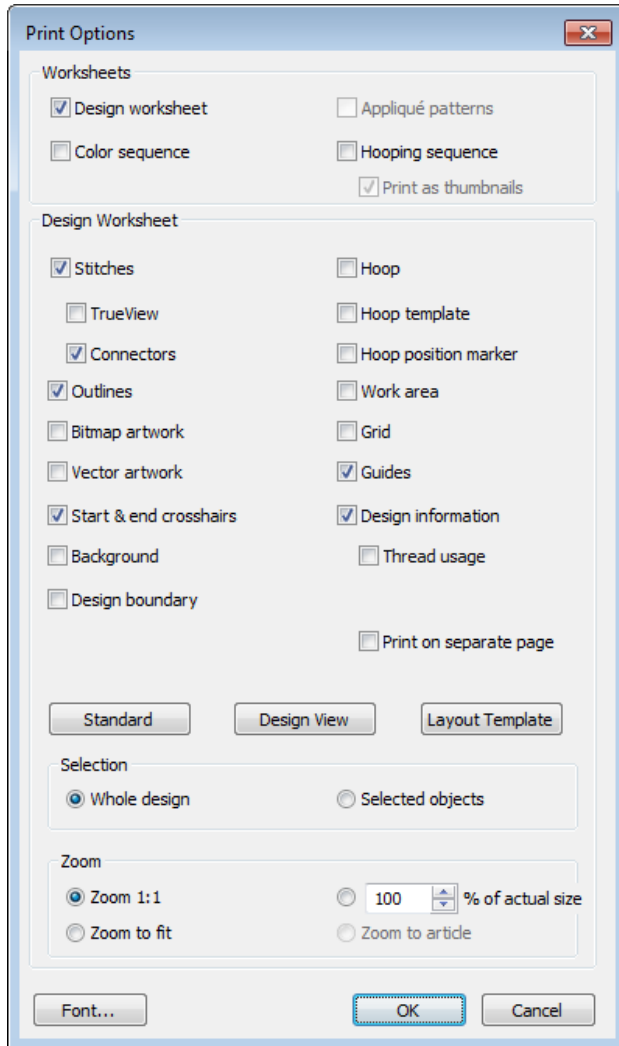 Print Options
Worksheets
Design worksheet
Appliqué patterns
Color sequence
Hooping sequence
Print as thumbnails
Design Worksheet
Stitches
Hoop
TrueView
Hoop template
Connectors
Hoop position marker
Outlines
Work area
Bitmap artwork
Grid
Vector artwork
Guides
Start & end crosshairs
Design information
Background
Thread usage
Design boundary
Print on separate page
Standard
Design View
Layout Template
Selection
Whole design
Selected objects
Zoom
Zoom 1:1
100 % of actual size
Zoom to fit
Zoom to article
Font...
OK
Cancel